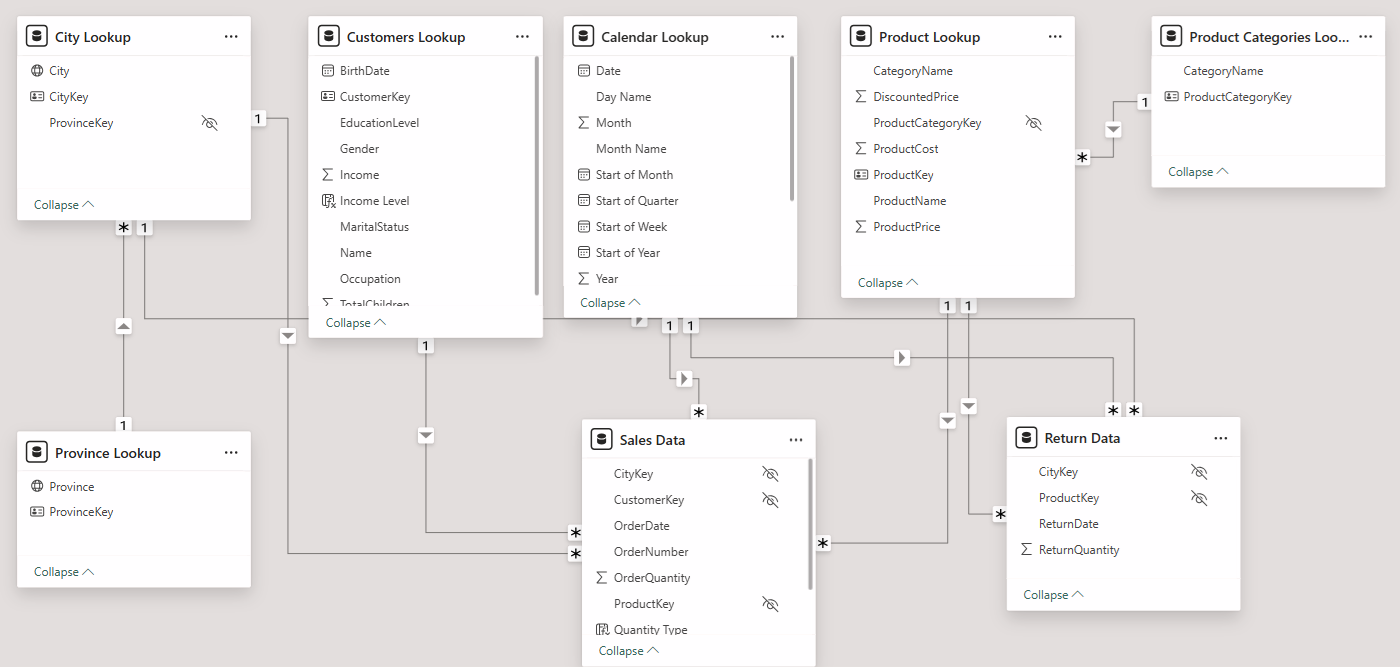 City Lookup
City
CityKey
ProvinceKey
Collapse
Customers Lookup
BirthDate
CustomerKey
EducationLevel
Gender
Income
Income Level
MaritalStatus
Name
Occupation
TotalChildren
Collapse
Calendar Lookup
Date
Day Name
Month
Month Name
Start of Month
Start of Quarter
Start of Week
Start of Year
Year
Collapse
Product Lookup
CategoryName
DiscountedPrice
ProductCategoryKey
ProductCost
ProductKey
ProductName
ProductPrice
Collapse
Product Categories Loo...
CategoryName
ProductCategoryKey
Collapse
1
1
*
*
1
1
1
1
1
1
1
*
*
*
Province Lookup
Province
ProvinceKey
Collapse
Sales Data
CityKey
CustomerKey
OrderDate
OrderNumber
OrderQuantity
ProductKey
Quantity Type
Collapse
*
*
*
*
Return Data
CityKey
ProductKey
ReturnDate
ReturnQuantity
Collapse
1